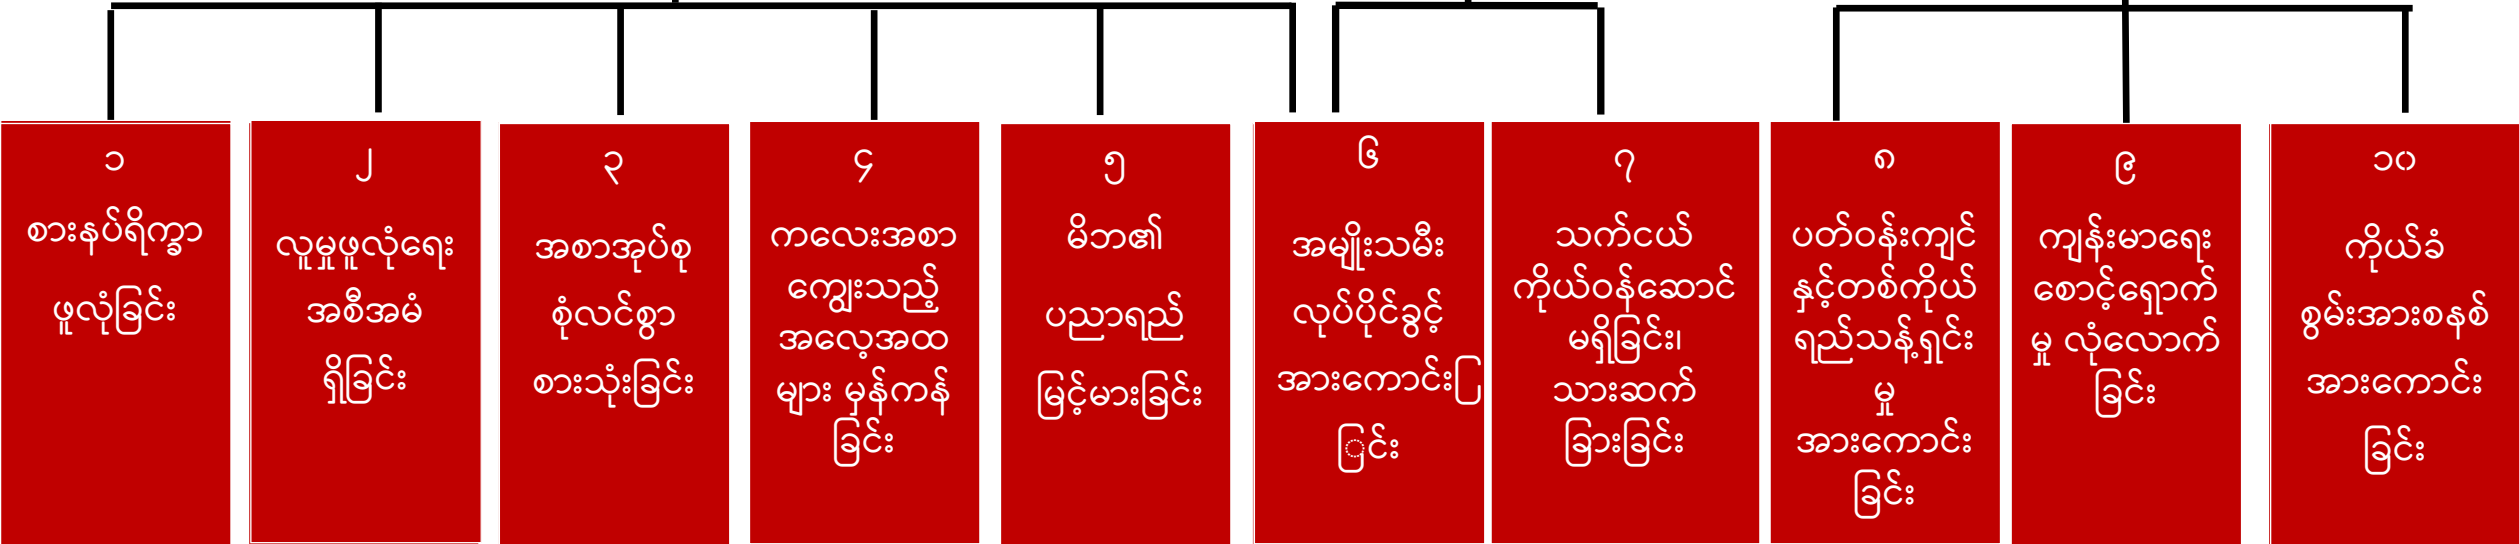 ၁
စားနပ်ရိက္ခာ
ဖူလုံခြင်း
၂
လူမှုဖူလုံရေး
အစီအမံ
ရှိခြင်း
၃
အစာအုပ်စု
စုံလင်စွာ
စားသုံးခြင်း
၄
ကလေးအစာ
ကျွေးသည့်
အလေ့အထ
များ မှန်ကန်
ခြင်း
၅
မိဘ၏
ပညာရည်
မြင့်မားခြင်း
၆
အမျိုးသမီး
လုပ်ပိုင်ခွင့်
အားကောင်းြ
ြင်း
၇
သက်ငယ်
ကိုယ်ဝန်ဆောင်
မရှိခြင်း၊
သားဆက်
ခြားခြင်း
၈
ပတ်ဝန်းကျင်
နှင့်တစ်ကိုယ်
ရည်သန့်ရှင်း
မှု
အားကောင်း
ခြင်း
၉
ကျန်းမာရေး
စောင့်ရှောက်
မှု လုံလောက်
ခြင်း
၁၀
ကိုယ်ခံ
စွမ်းအားစနစ်
အားကောင်း
ခြင်း